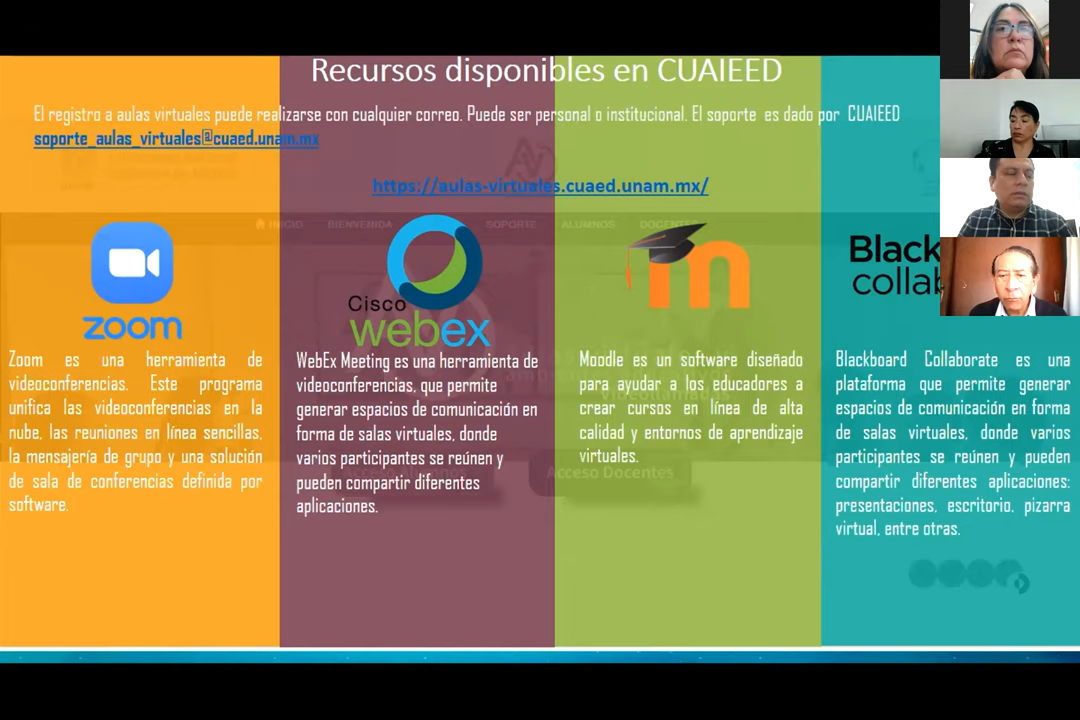 Recursos disponibles en CUAIEED
El registro a aulas virtuales puede realizarse con cualquier correo. Puede ser personal o institucional. El soporte es dado por CUAIEED
soporte_aulas_virtuales@cuaed.unam.mx
https://aulas-virtuales.cuaed.unam.mx/
INICIO BIENVENIDA SOPORTE ALUMNOS DOCENTES
zoom
Zoom es una herramienta de
videoconferencias. Este programa
unifica las videoconferencias en la
nube, las reuniones en línea sencillas,
la mensajería de grupo y una solución
de sala de conferencias definida por
software.
Cisco
webex
WebEx Meeting es una herramienta de
videoconferencias, que permite
generar espacios de comunicación en
forma de salas virtuales, donde
varios participantes se reúnen y
pueden compartir diferentes
aplicaciones.
m
Moodle es un software diseñado
para ayudar a los educadores a
crear cursos en línea de alta
calidad y entornos de aprendizaje
virtuales.
Acceso Docentes
Black
collab
Blackboard Collaborate es una
plataforma que permite generar
espacios de comunicación en forma
de salas virtuales, donde varios
participantes se reúnen y pueden
compartir diferentes aplicaciones:
presentaciones, escritorio, pizarra
virtual, entre otras.